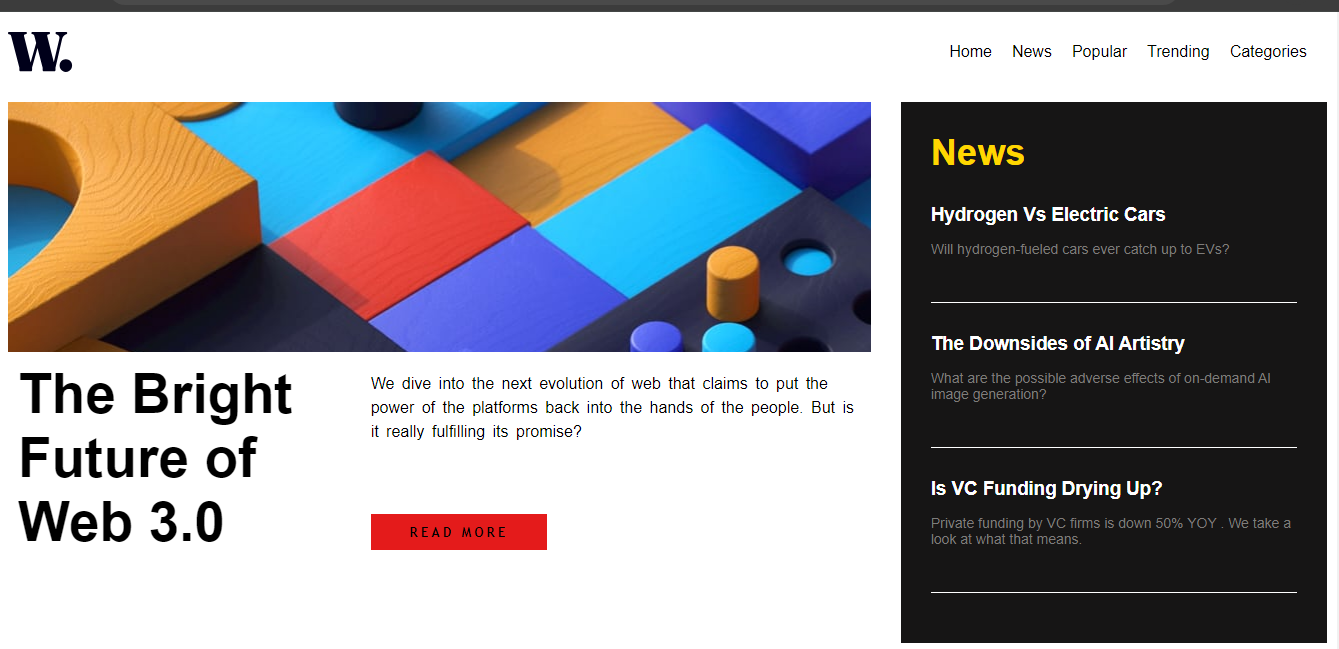 W.
Home News Popular Trending Categories
The Bright
Future of
Web 3.0
We dive into the next evolution of web that claims to put the
power of the platforms back into the hands of the people. But is
it really fulfilling its promise?
READ MORE
News
Hydrogen Vs Electric Cars
Will hydrogen-fueled cars ever catch up to EVs?
The Downsides of AI Artistry
What are the possible adverse effects of on-demand AI
image generation?
Is VC Funding Drying Up?
Private funding by VC firms is down 50% YOY . We take a
look at what that means.